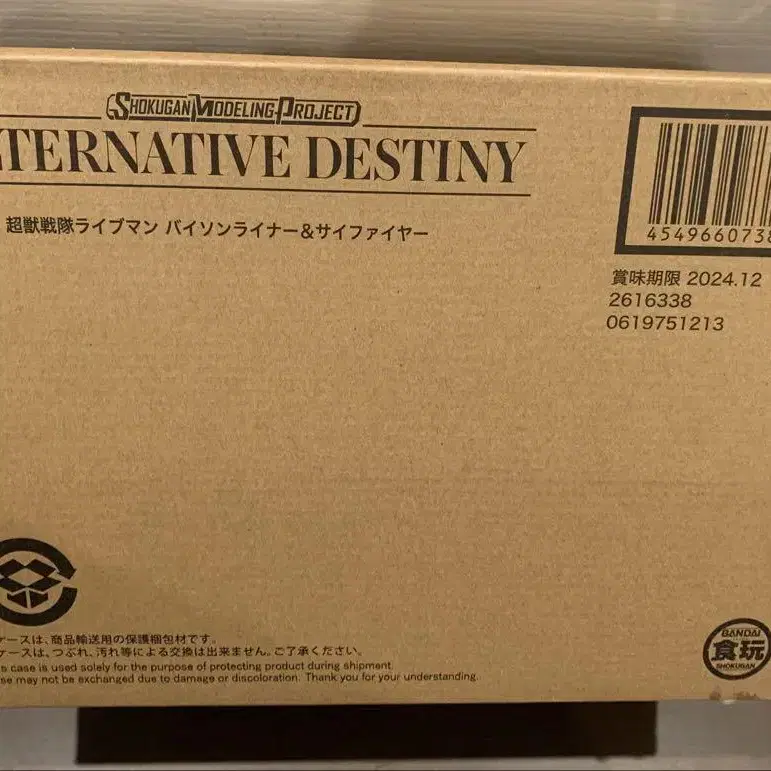 SHOKUGAN MODELING PROJECT
TERNATIVE DESTINY
超獣戦隊ライブマン バイソンライナー&サイファイヤー
454966073
賞味期限 2024.12
2616338
0619751213
ケースは、商品輸送用の保護梱包材です。
ケースは、つぶれ、汚れ等による交換は出来ません。ご了承ください。
s case is used solely for the purpose of protecting product during shipment.
se may not be exchanged due to damage or discoloration. Thank you for your understanding.
BANDAI
食玩
SHOKUGAN